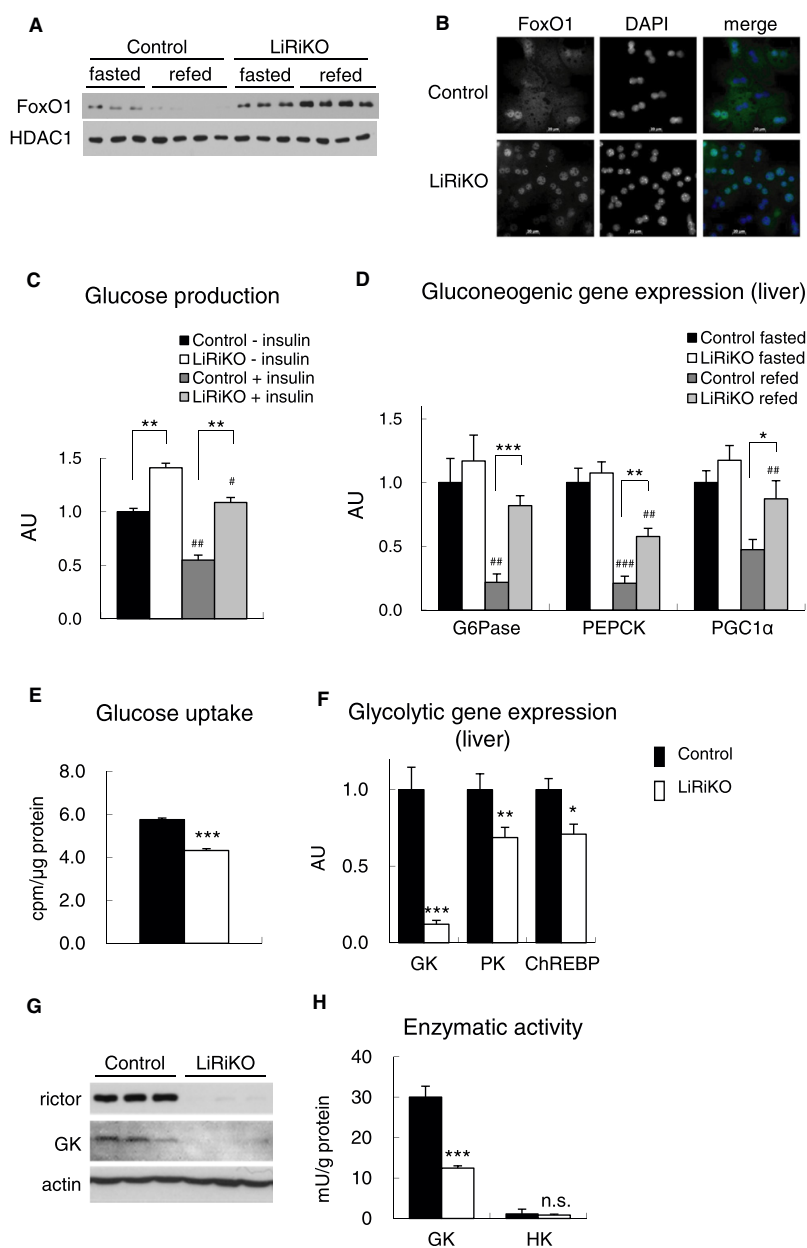 A
Control LiRiKO
fasted refed fasted refed
FoxO1
HDAC1
B
FoxO1 DAPI merge
Control
LiRiKO
C
Glucose production
Control - insulin
LiRiKO - insulin
Control + insulin
LiRiKO + insulin
** **
1.5
1.0
0.5
0.0
AU
##
#
D
Gluconeogenic gene expression (liver)
Control fasted
LiRiKO fasted
Control refed
LiRiKO refed
1.5
1.0
0.5
0.0
AU
***
**
*
##
###
##
##
G6Pase PEPCK PGC1α
E
Glucose uptake
8.0
6.0
4.0
2.0
0.0
cpm/µg protein
***
F
Glycolytic gene expression
(liver)
Control
LiRiKO
1.0
0.5
0.0
AU
***
**
*
GK PK ChREBP
G
Control LiRiKO
rictor
GK
actin
H
Enzymatic activity
40
30
20
10
0
mU/g protein
***
n.s.
GK HK